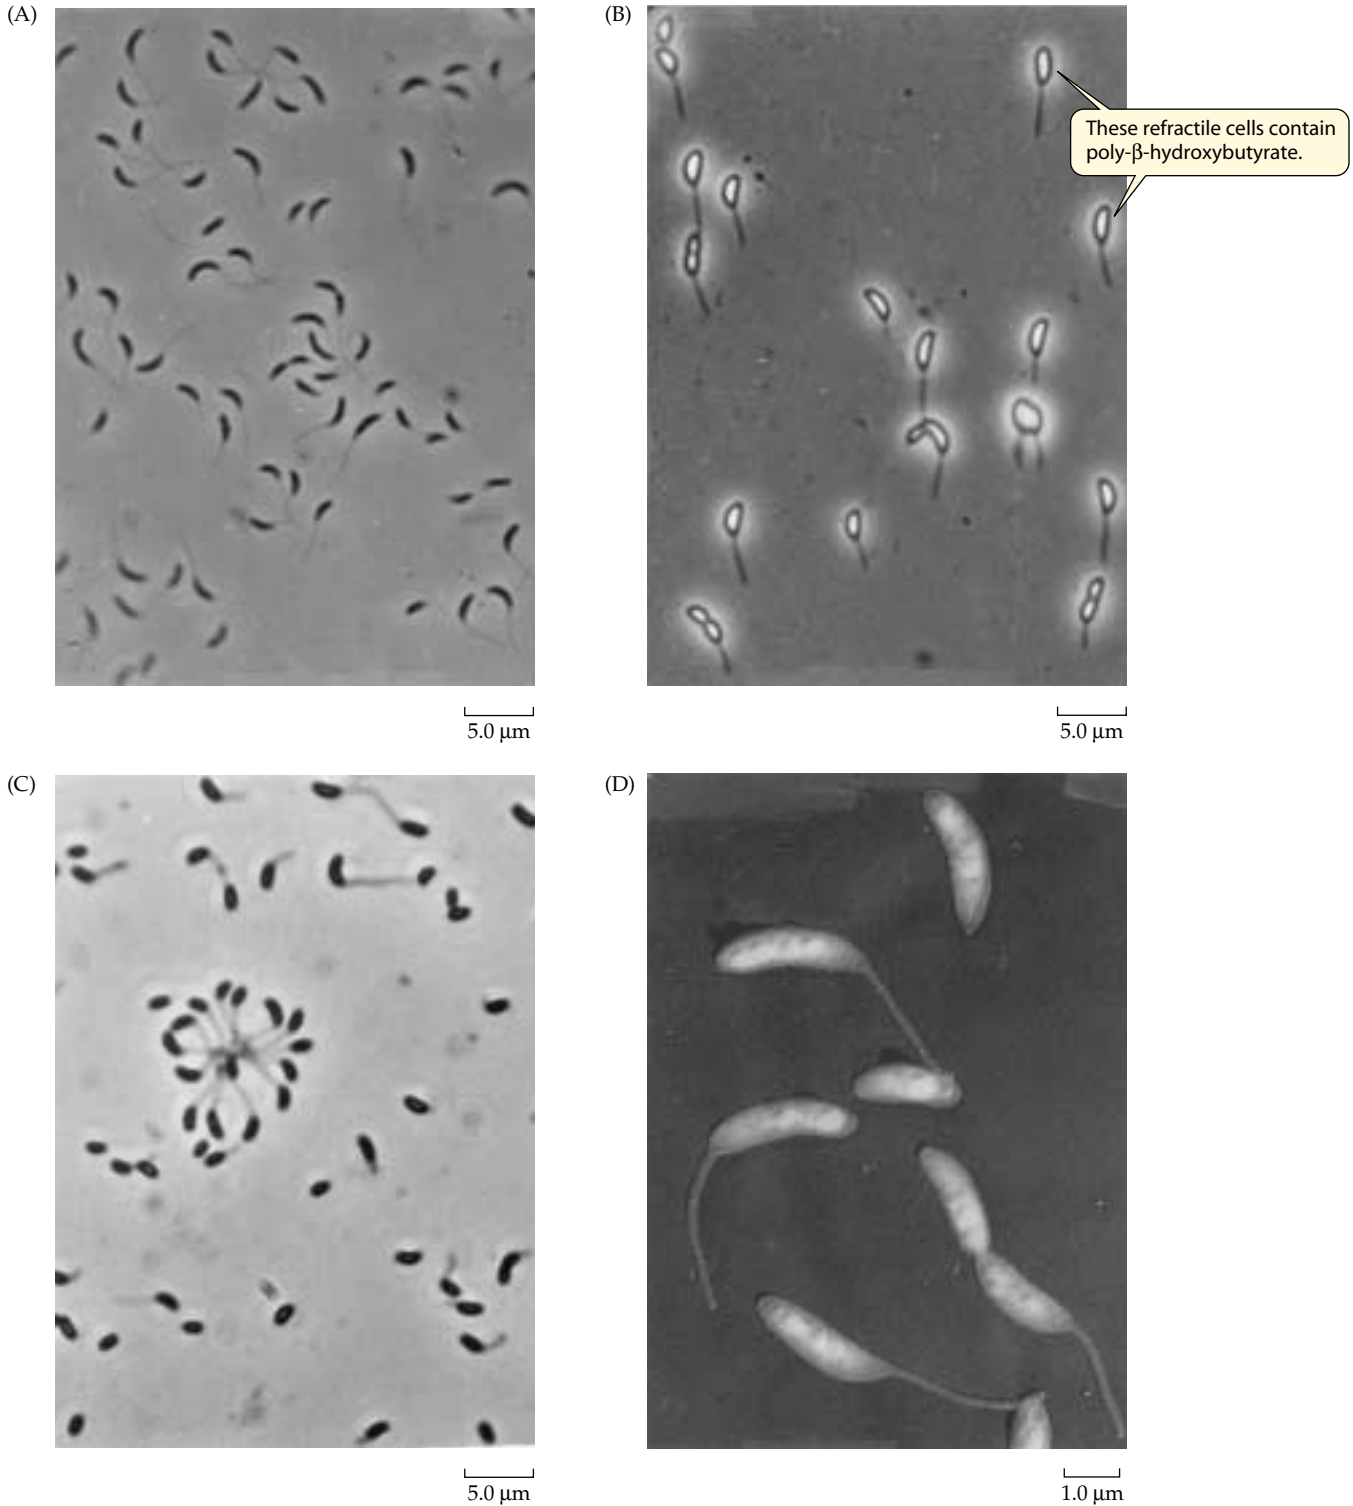 (A)
(B)
These refractile cells contain
poly-β-hydroxybutyrate.
5.0 μm
5.0 μm
(C)
(D)
5.0 μm
1.0 μm